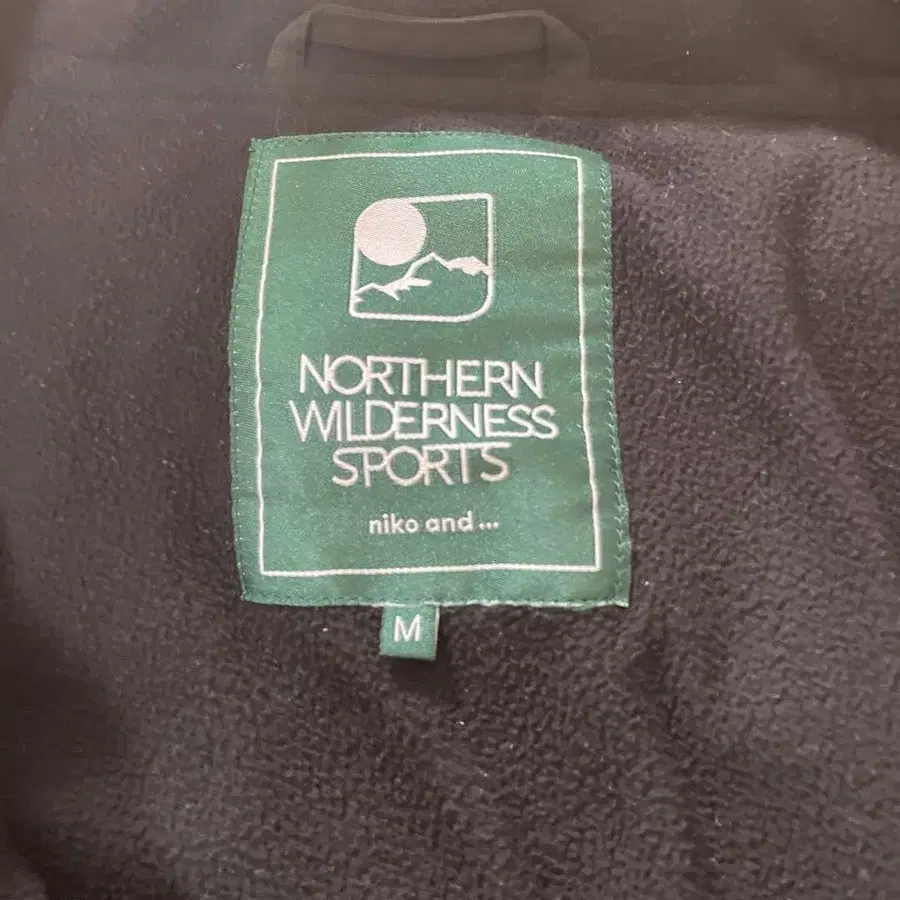 NORTHERN
WILDERNESS
SPORTS
niko and ...
M